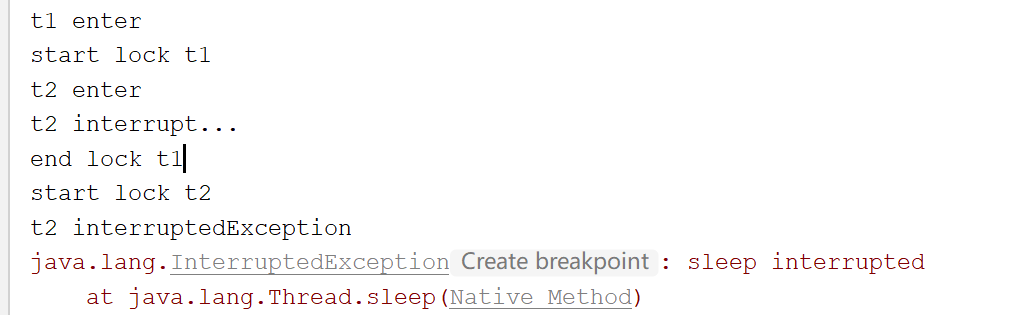 t1 enter
start lock t1
t2 enter
t2 interrupt...
end lock t1
start lock t2
t2 interruptedException
java.lang.InterruptedException Create breakpoint : sleep interrupted
at java.lang.Thread.sleep(Native Method)